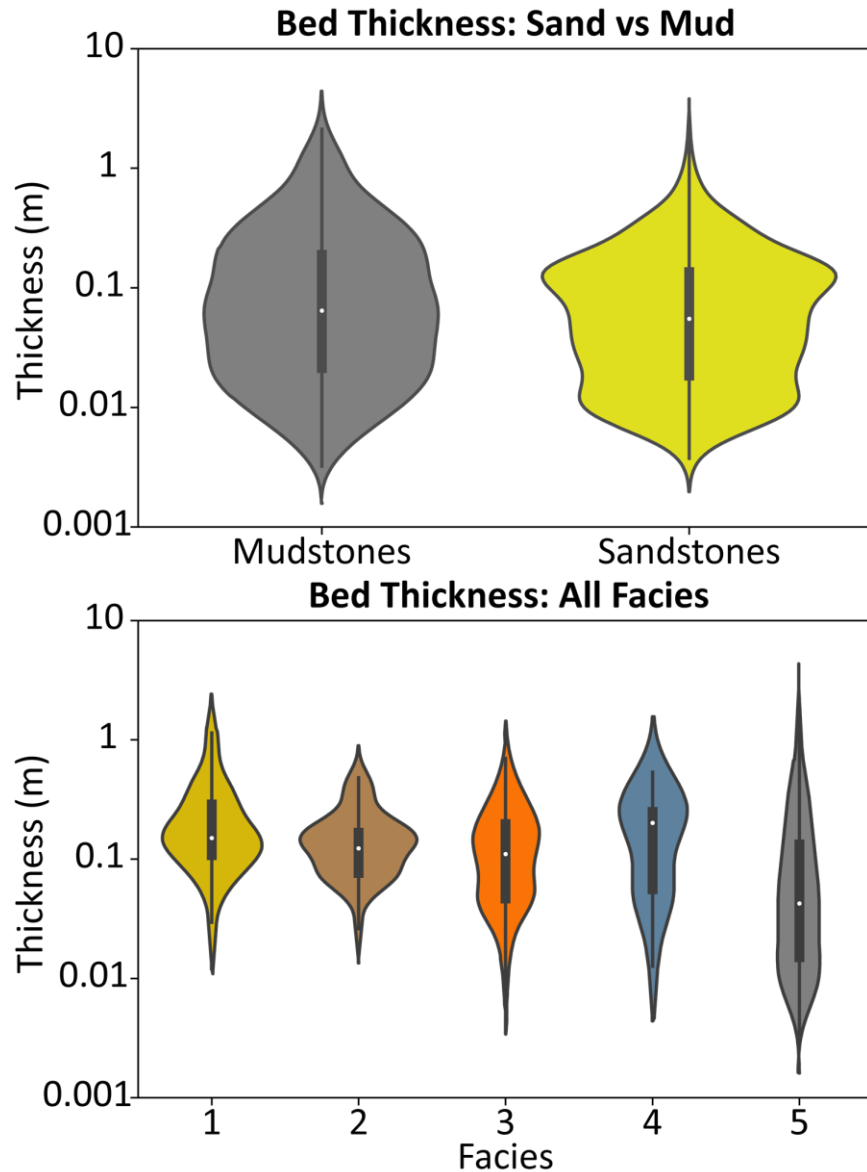 Bed Thickness: Sand vs Mud
10
1
0.1
0.01
0.001
Thickness (m)
Mudstones Sandstones
Bed Thickness: All Facies
10
1
0.1
0.01
0.001
Thickness (m)
1 2 3 4 5
Facies